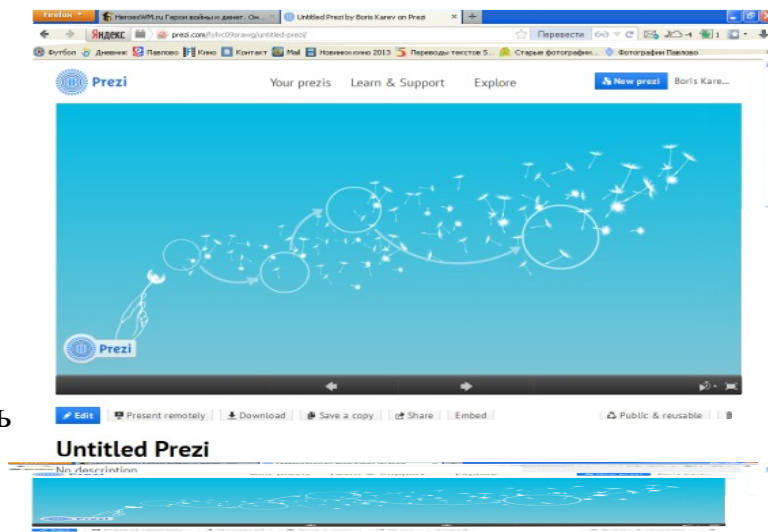 Firefox
HeroesWM.ru Герои войны и денег. Он...
Untitled Prezi by Boris Karev on Prezi
Яндекс
prezi.com/
/untitled-prezi/
Перевести
Футбол
Дневник
Павлово
Кино
Контакт
Mail
Новинки кино 2013
Переводы текстов 5...
Старые фотографии...
Фотографии Павлово
Prezi
Your prezis
Learn & Support
Explore
New prezi
Boris Kare...
Prezi
ь
Edit
Present remotely
Download
Save a copy
Share
Embed
Public & reusable
Untitled Prezi
No description